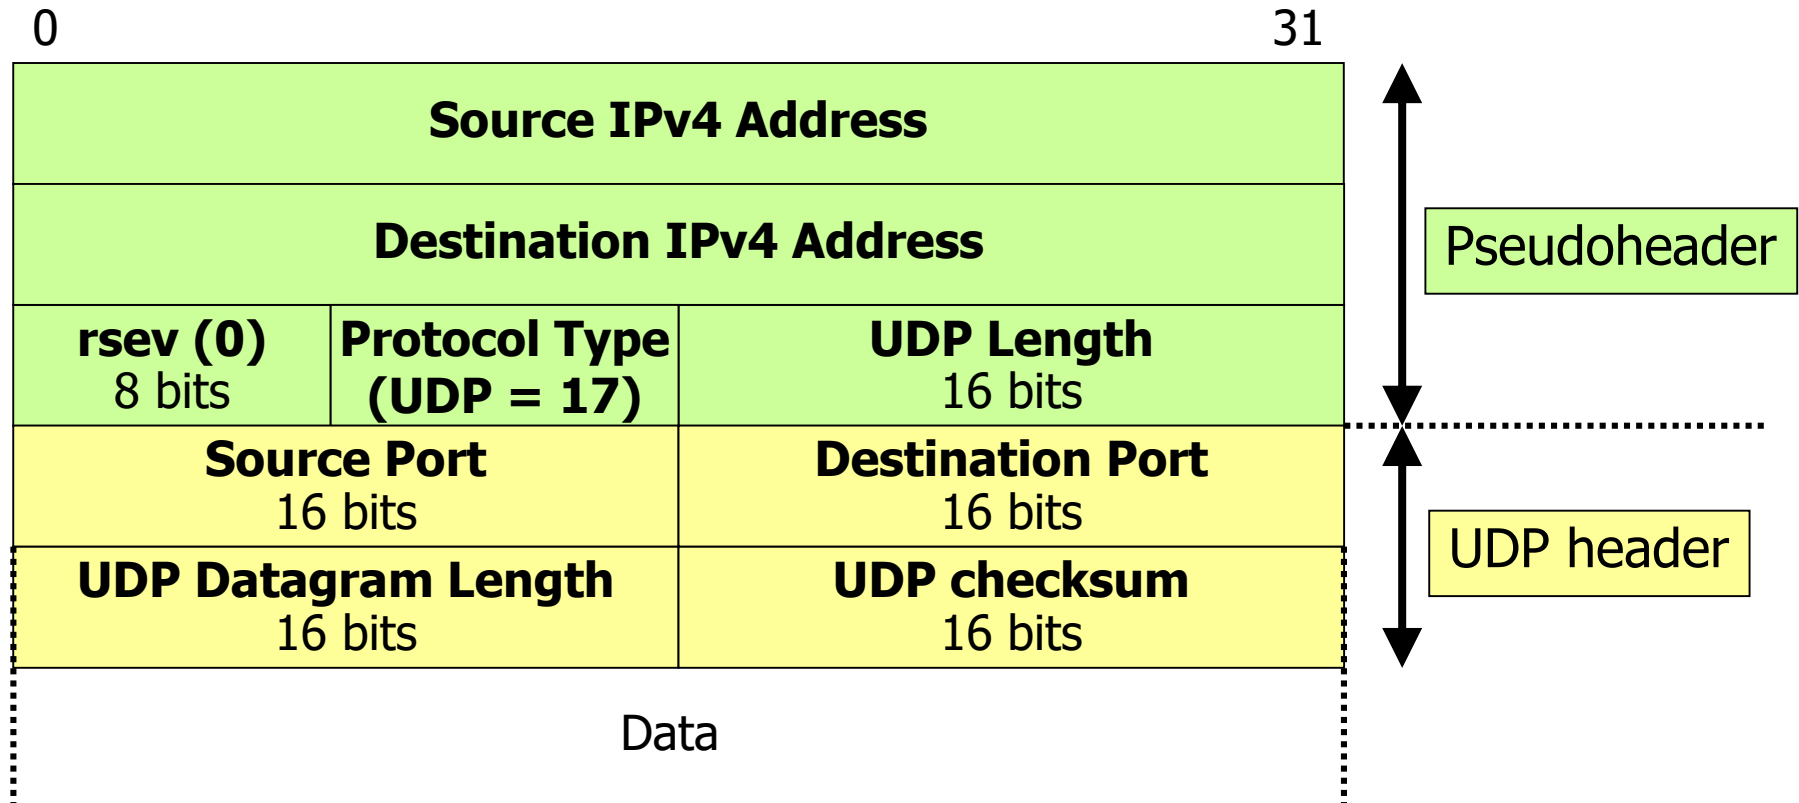 0 31
Source IPv4 Address
Destination IPv4 Address
Pseudoheader
rsev (0) Protocol Type UDP Length
8 bits (UDP = 17) 16 bits
Source Port Destination Port
16 bits 16 bits
UDP header
UDP Datagram Length UDP checksum
16 bits 16 bits
Data